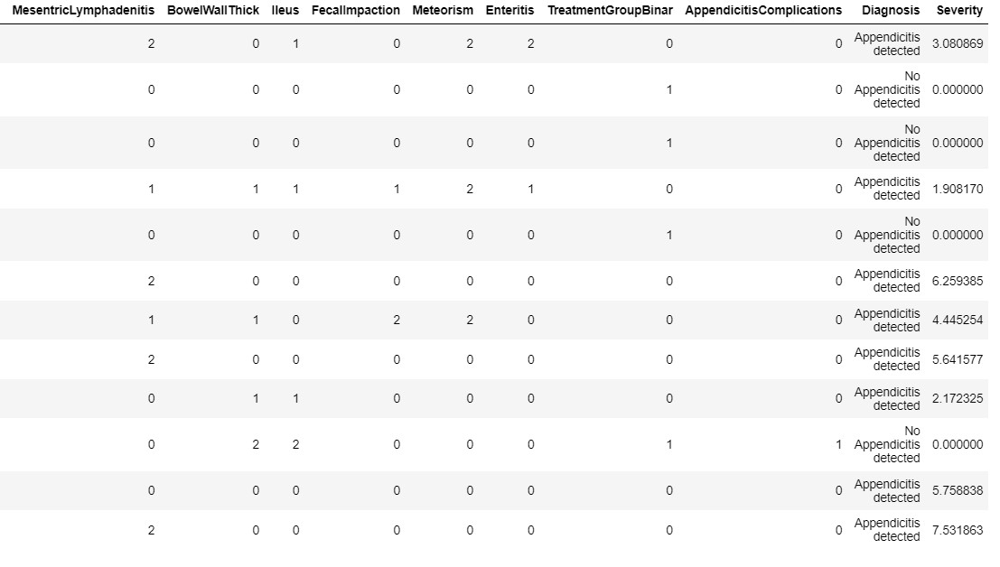 MesentricLymphadenitis BowelWallThick Ileus FecalImpaction Meteorism Enteritis TreatmentGroupBinar AppendicitisComplications Diagnosis Severity
2 0 1 0 2 2 0 0 Appendicitis detected 3.080869
0 0 0 0 0 0 1 0 No Appendicitis detected 0.000000
0 0 0 0 0 0 1 0 No Appendicitis detected 0.000000
1 1 1 1 2 1 0 0 Appendicitis detected 1.908170
0 0 0 0 0 0 1 0 No Appendicitis detected 0.000000
2 0 0 0 0 0 0 0 Appendicitis detected 6.259385
1 1 0 2 2 0 0 0 Appendicitis detected 4.445254
2 0 0 0 0 0 0 0 Appendicitis detected 5.641577
0 1 1 0 0 0 0 0 Appendicitis detected 2.172325
0 2 2 0 0 0 1 1 No Appendicitis detected 0.000000
0 0 0 0 0 0 0 0 Appendicitis detected 5.758838
2 0 0 0 0 0 0 0 Appendicitis detected 7.531863